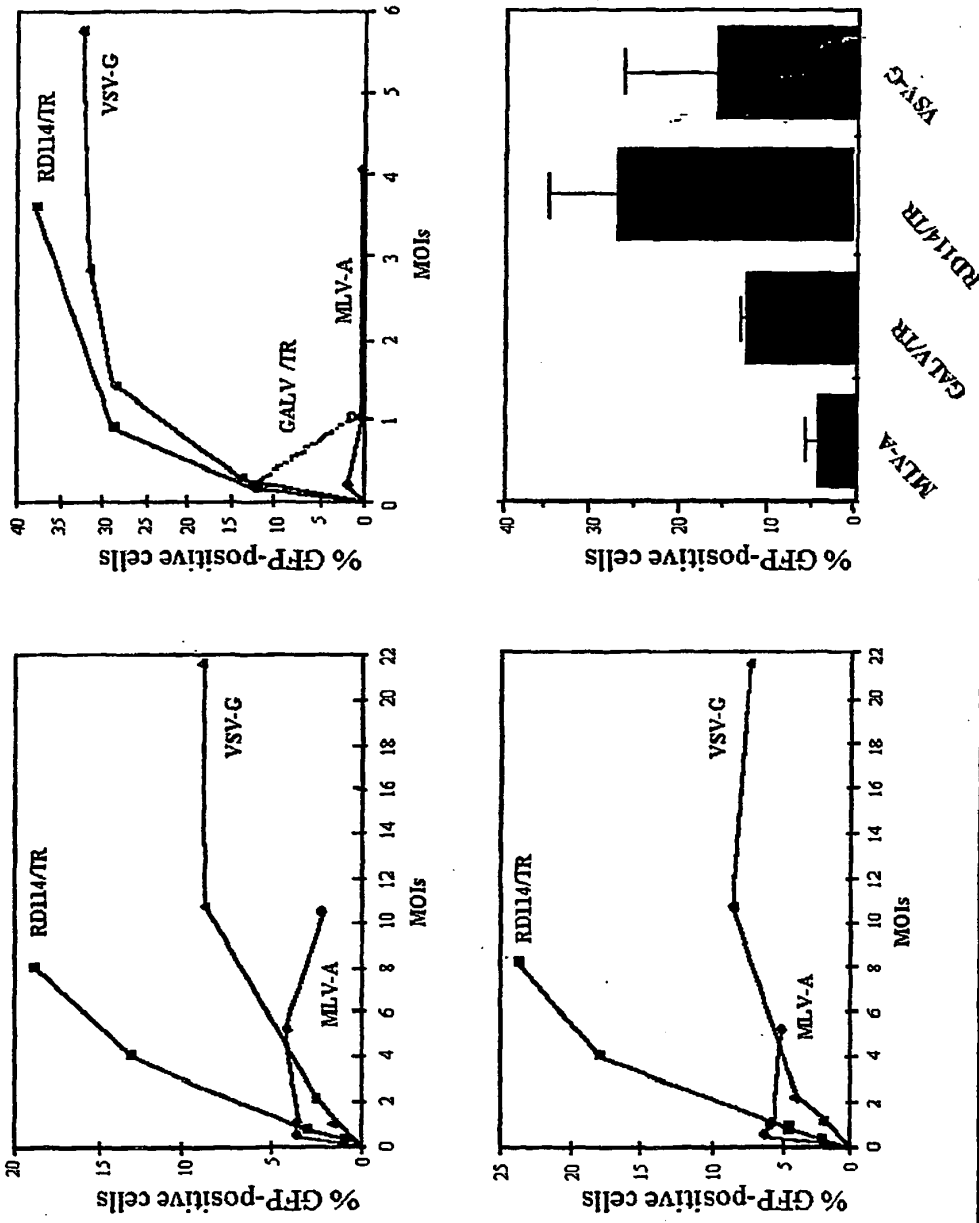 % GFP-positive cells
20
15
10
5
0
RD114/TR
VSV-G
MLV-A
0
2
4
6
8
10
12
14
16
18
20
22
MOIs
% GFP-positive cells
40
35
30
25
20
15
10
5
0
RD114/TR
VSV-G
GALV /TR
MLV-A
0
1
2
3
4
5
6
MOIs
% GFP-positive cells
25
20
15
10
5
0
RD114/TR
VSV-G
MLV-A
0
2
4
6
8
10
12
14
16
18
20
22
MOIs
% GFP-positive cells
40
30
20
10
0
MLV-A
GALV/TR
RD114/TR
VSV-G